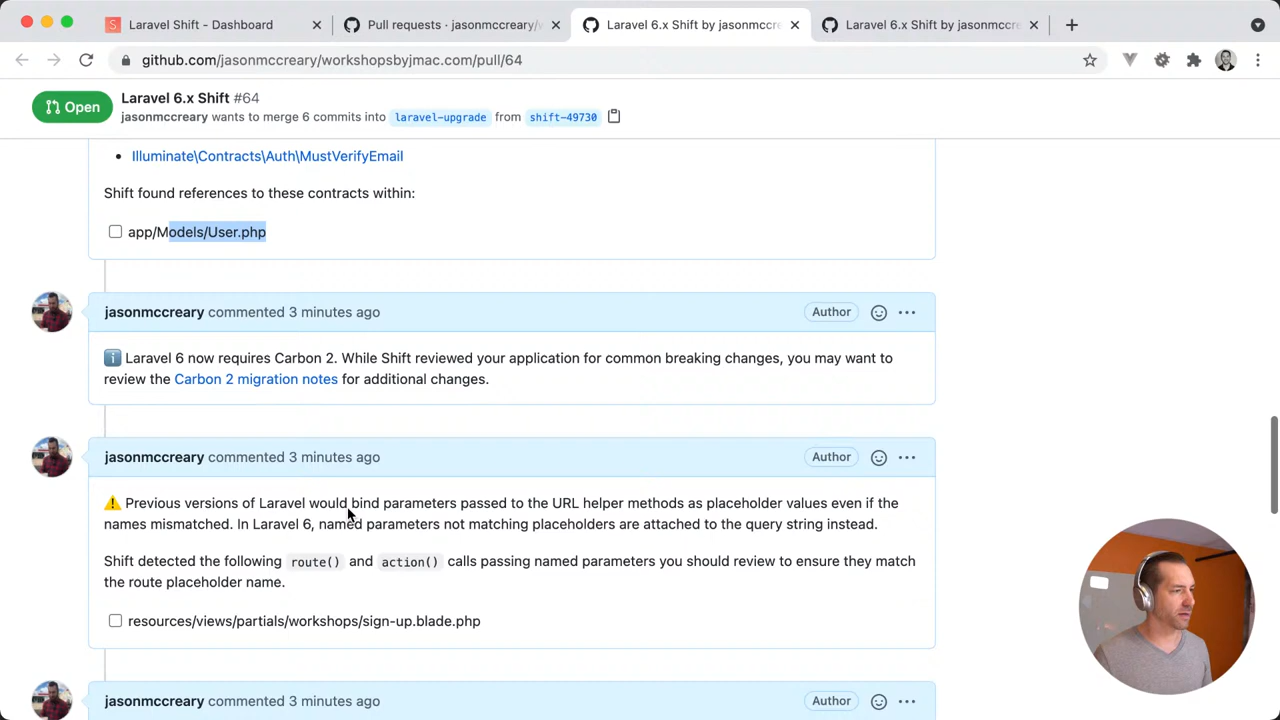 Laravel Shift - Dashboard
Pull requests · jasonmccreary/
Laravel 6.x Shift by jasonmccre
Laravel 6.x Shift by jasonmccr
github.com/jasonmccreary/workshopsbyjmac.com/pull/64
Open
Laravel 6.x Shift #64
jasonmccreary wants to merge 6 commits into laravel-upgrade from shift-49730
• Illuminate\Contracts\Auth\MustVerifyEmail
Shift found references to these contracts within:
app/Models/User.php
jasonmccreary commented 3 minutes ago
Author
Laravel 6 now requires Carbon 2. While Shift reviewed your application for common breaking changes, you may want to
review the Carbon 2 migration notes for additional changes.
jasonmccreary commented 3 minutes ago
Author
Previous versions of Laravel would bind parameters passed to the URL helper methods as placeholder values even if the
names mismatched. In Laravel 6, named parameters not matching placeholders are attached to the query string instead.
Shift detected the following route() and action() calls passing named parameters you should review to ensure they match
the route placeholder name.
resources/views/partials/workshops/sign-up.blade.php
jasonmccreary commented 3 minutes ago
Author